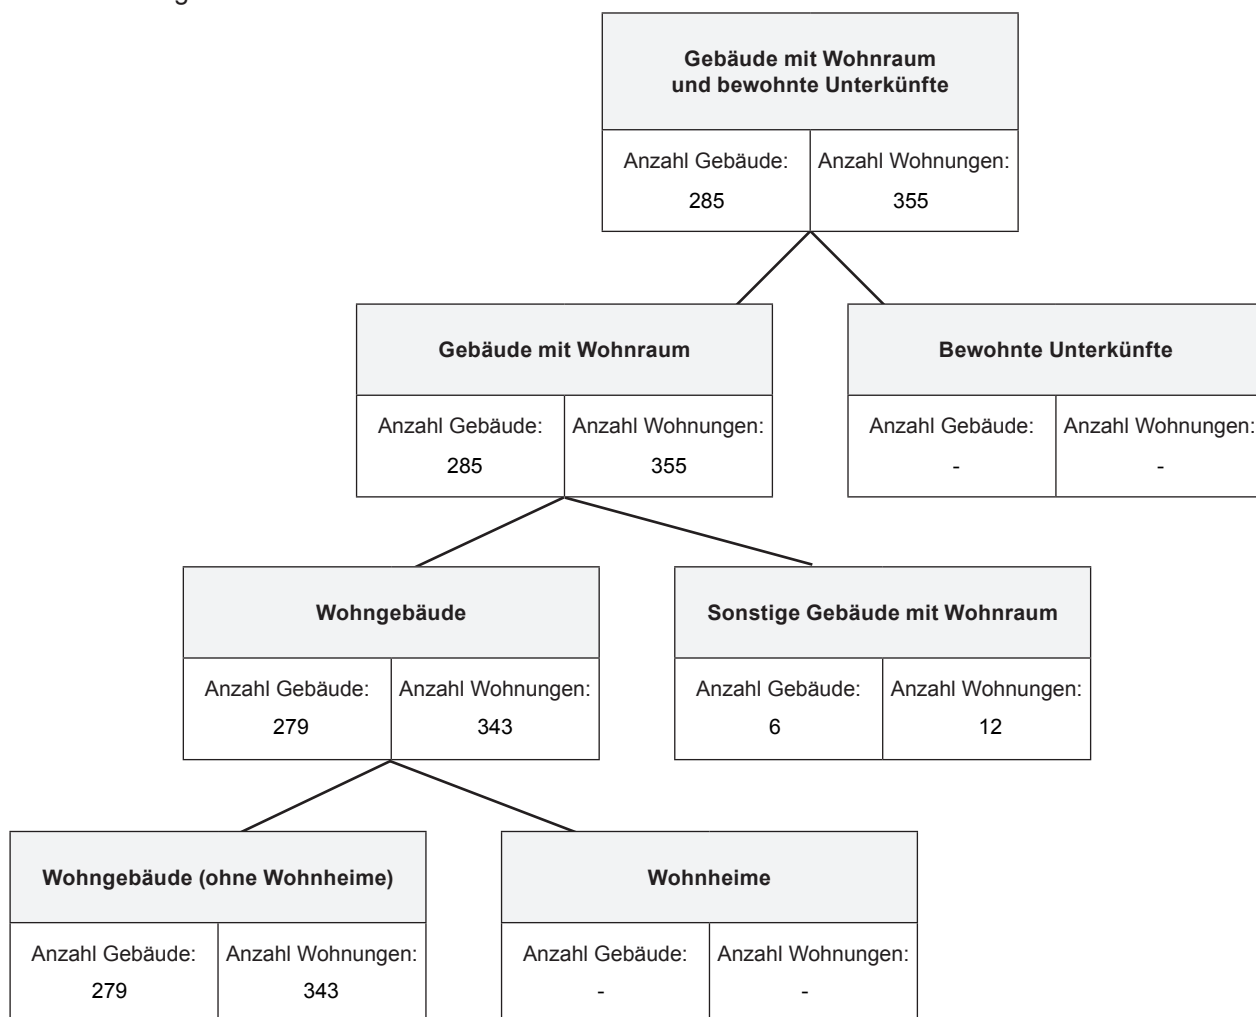 Gebäude mit Wohnraum
und bewohnte Unterkünfte
Anzahl Gebäude: Anzahl Wohnungen:
285 355
Gebäude mit Wohnraum
Anzahl Gebäude: Anzahl Wohnungen:
285 355
Bewohnte Unterkünfte
Anzahl Gebäude: Anzahl Wohnungen:
- -
Wohngebäude
Anzahl Gebäude: Anzahl Wohnungen:
279 343
Sonstige Gebäude mit Wohnraum
Anzahl Gebäude: Anzahl Wohnungen:
6 12
Wohngebäude (ohne Wohnheime)
Anzahl Gebäude: Anzahl Wohnungen:
279 343
Wohnheime
Anzahl Gebäude: Anzahl Wohnungen:
- -